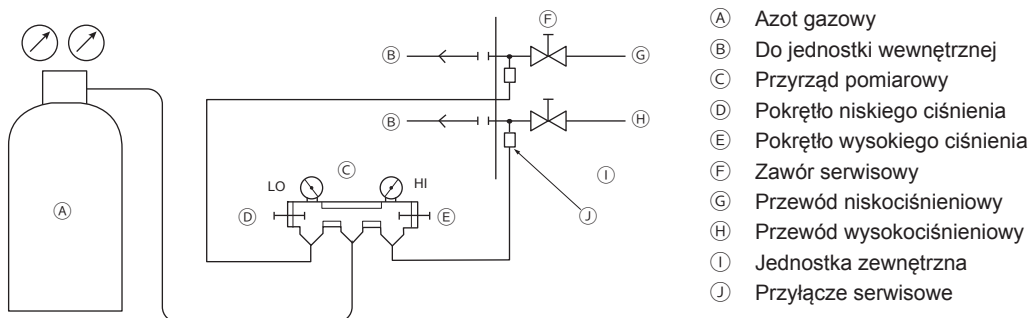 Ⓕ
Ⓑ
Ⓖ
Ⓑ
Ⓗ
Ⓒ
LO
HI
Ⓘ
Ⓐ
Ⓓ
Ⓔ
Ⓙ
Ⓐ Azot gazowy
Ⓑ Do jednostki wewnętrznej
Ⓒ Przyrząd pomiarowy
Ⓓ Pokrętło niskiego ciśnienia
Ⓔ Pokrętło wysokiego ciśnienia
Ⓕ Zawór serwisowy
Ⓖ Przewód niskociśnieniowy
Ⓗ Przewód wysokociśnieniowy
Ⓘ Jednostka zewnętrzna
Ⓙ Przyłącze serwisowe